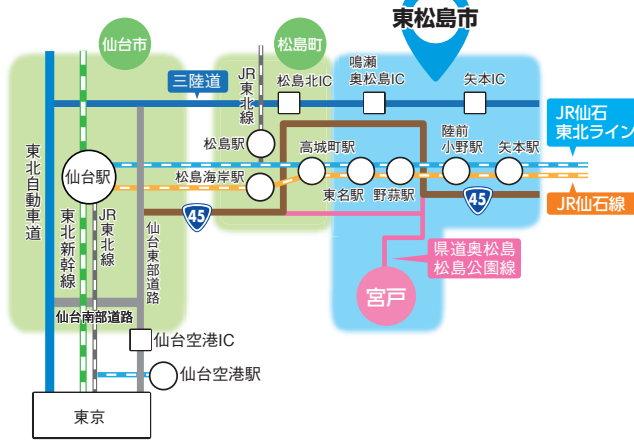 東松島市
仙台市
松島町
三陸道
JR東北線
松島北IC
鳴瀬
奥松島IC
矢本IC
JR仙石
東北ライン
松島駅
高城町駅
陸前
小野駅
矢本駅
仙台駅
松島海岸駅
東名駅
野蒜駅
JR仙石線
45
45
東北自動車道
東北新幹線
JR東北線
仙台東部道路
県道奥松島
松島公園線
宮戸
仙台南部道路
仙台空港IC
仙台空港駅
東京